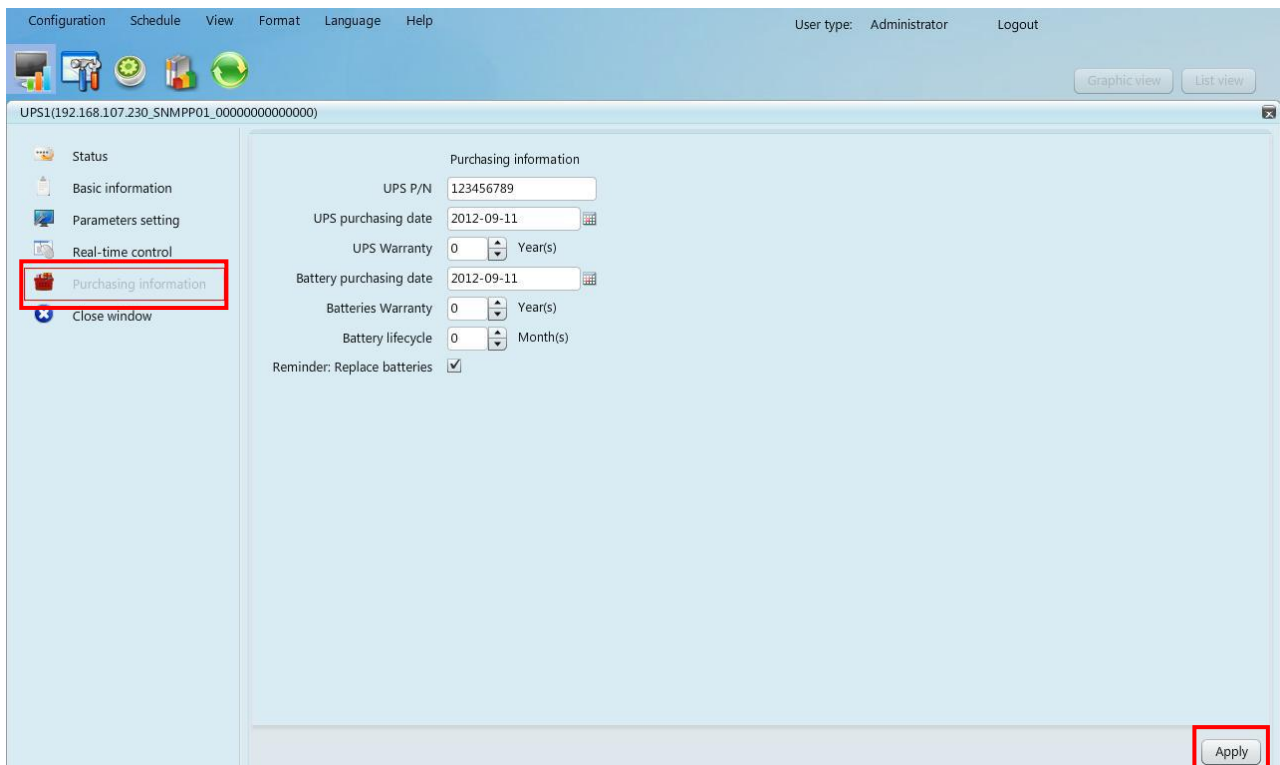 Configuration Schedule View Format Language Help User type: Administrator Logout
Graphic view List view
UPS1(192.168.107.230_SNMPP01_00000000000000)
Status
Basic information
Parameters setting
Real-time control
Purchasing information
Close window
Purchasing information
UPS P/N 123456789
UPS purchasing date 2012-09-11
UPS Warranty 0 Year(s)
Battery purchasing date 2012-09-11
Batteries Warranty 0 Year(s)
Battery lifecycle 0 Month(s)
Reminder: Replace batteries
Apply